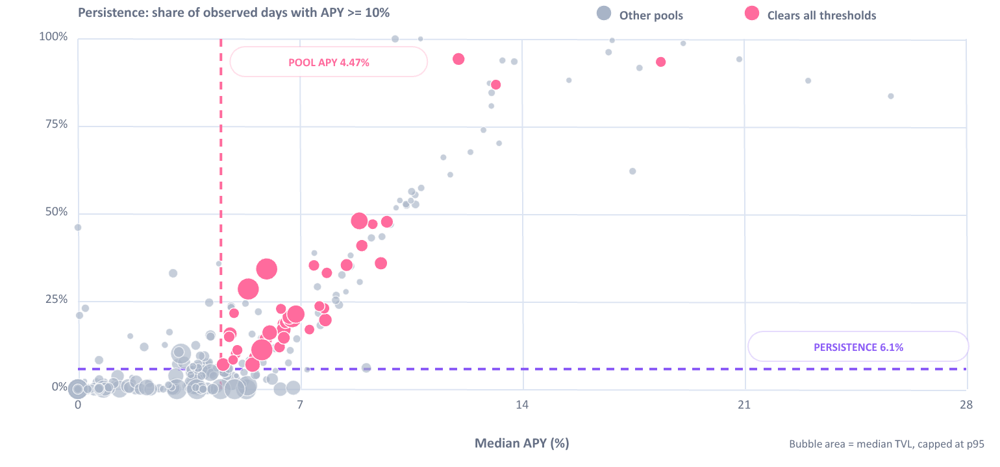 Persistence: share of observed days with APY >= 10%
Other pools
Clears all thresholds
100%
POOL APY 4.47%
75%
50%
25%
PERSISTENCE 6.1%
0%
0 7 14 21 28
Median APY (%)
Bubble area = median TVL, capped at p95